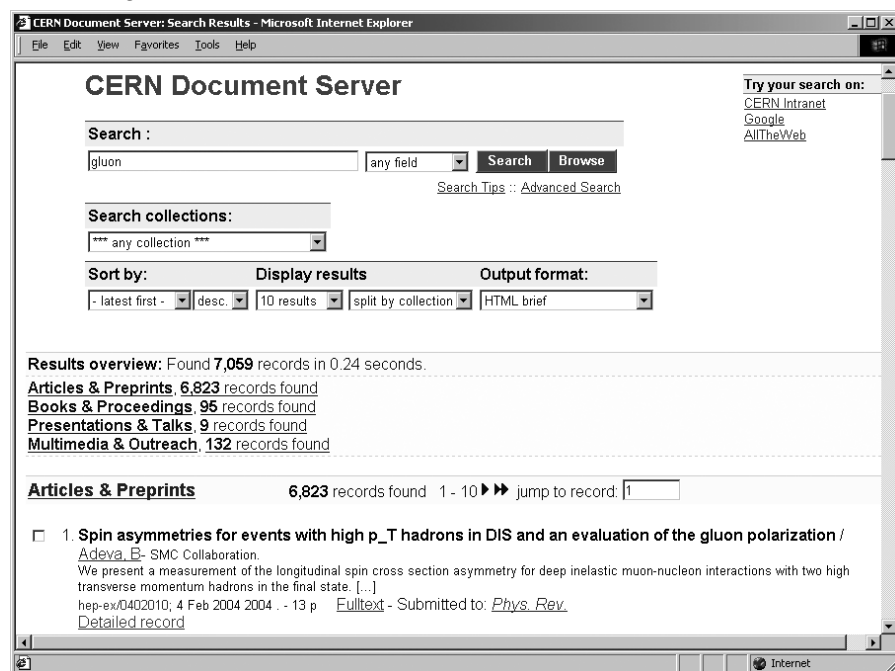 CERN Document Server: Search Results - Microsoft Internet Explorer
File Edit View Favorites Tools Help
CERN Document Server
Try your search on:
CERN Intranet
Google
AllTheWeb
Search :
gluon any field Search Browse
Search Tips :: Advanced Search
Search collections:
*** any collection ***
Sort by: Display results Output format:
- latest first - desc. 10 results split by collection HTML brief
Results overview: Found 7,059 records in 0.24 seconds.
Articles & Preprints, 6,823 records found
Books & Proceedings, 95 records found
Presentations & Talks, 9 records found
Multimedia & Outreach, 132 records found
Articles & Preprints 6,823 records found 1 - 10 jump to record: 1
1. Spin asymmetries for events with high p_T hadrons in DIS and an evaluation of the gluon polarization /
Adeva, B- SMC Collaboration.
We present a measurement of the longitudinal spin cross section asymmetry for deep inelastic muon-nucleon interactions with two high
transverse momentum hadrons in the final state. [...]
hep-ex/0402010; 4 Feb 2004 2004 . - 13 p Fulltext - Submitted to: Phys. Rev.
Detailed record
Internet